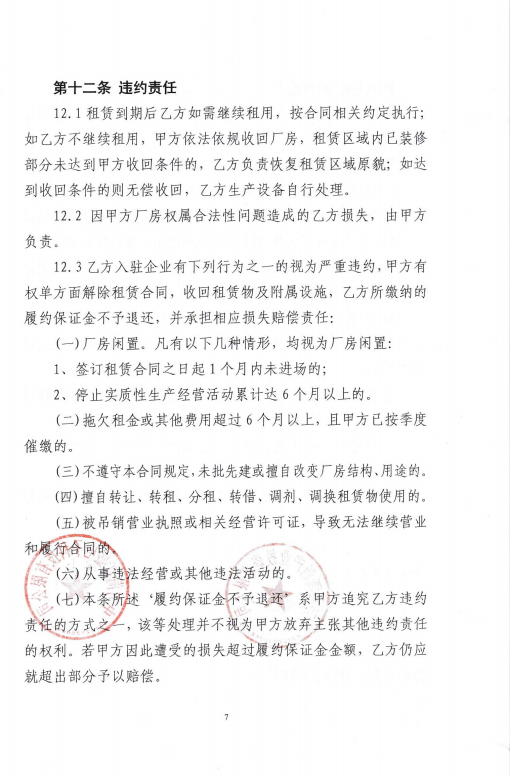 第十二条 违约责任
12.1租赁到期后乙方如需继续租用，按合同相关约定执行；
如乙方不继续租用，甲方依法依规收回厂房，租赁区域内已装修
部分未达到甲方收回条件的，乙方负责恢复租赁区域原貌；如达
到收回条件的则无偿收回，乙方生产设备自行处理。
12.2 因甲方厂房权属合法性问题造成的乙方损失，由甲方
负责。
12.3乙方入驻企业有下列行为之一的视为严重违约，甲方有
权单方面解除租赁合同，收回租赁物及附属设施，乙方所缴纳的
履约保证金不予退还，并承担相应损失赔偿责任：
(一)厂房闲置。凡有以下几种情形，均视为厂房闲置：
1、签订租赁合同之日起1个月内未进场的；
2、停止实质性生产经营活动累计达6个月以上的。
(二)拖欠租金或其他费用超过6个月以上，且甲方已按季度
催缴的。
(三)不遵守本合同规定，未批先建或擅自改变厂房结构、用途的。
(四)擅自转让、转租、分租、转借、调剂、调换租赁物使用的。
(五)被吊销营业执照或相关经营许可证，导致无法继续营业
和履行合同的。
(六)从事违法经营或其他违法活动的。
(七)本条所述‘履约保证金不予退还’系甲方追究乙方违约
责任的方式之一，该等处理并不视为甲方放弃主张其他违约责任
的权利。若甲方因此遭受的损失超过履约保证金金额，乙方仍应
就超出部分予以赔偿。
7